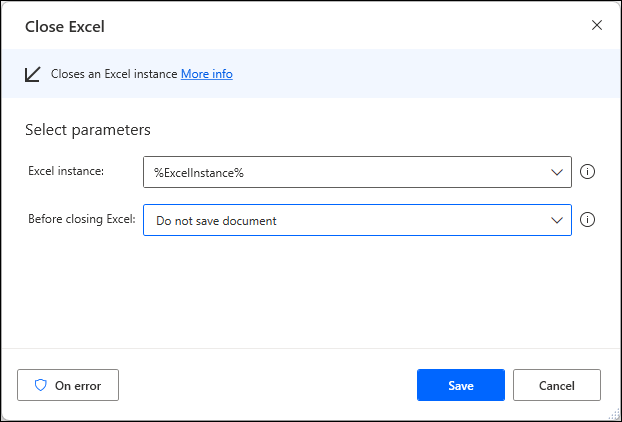 Close Excel
Closes an Excel instance More info
Select parameters
Excel instance: %ExcelInstance%
Before closing Excel: Do not save document
On error Save Cancel